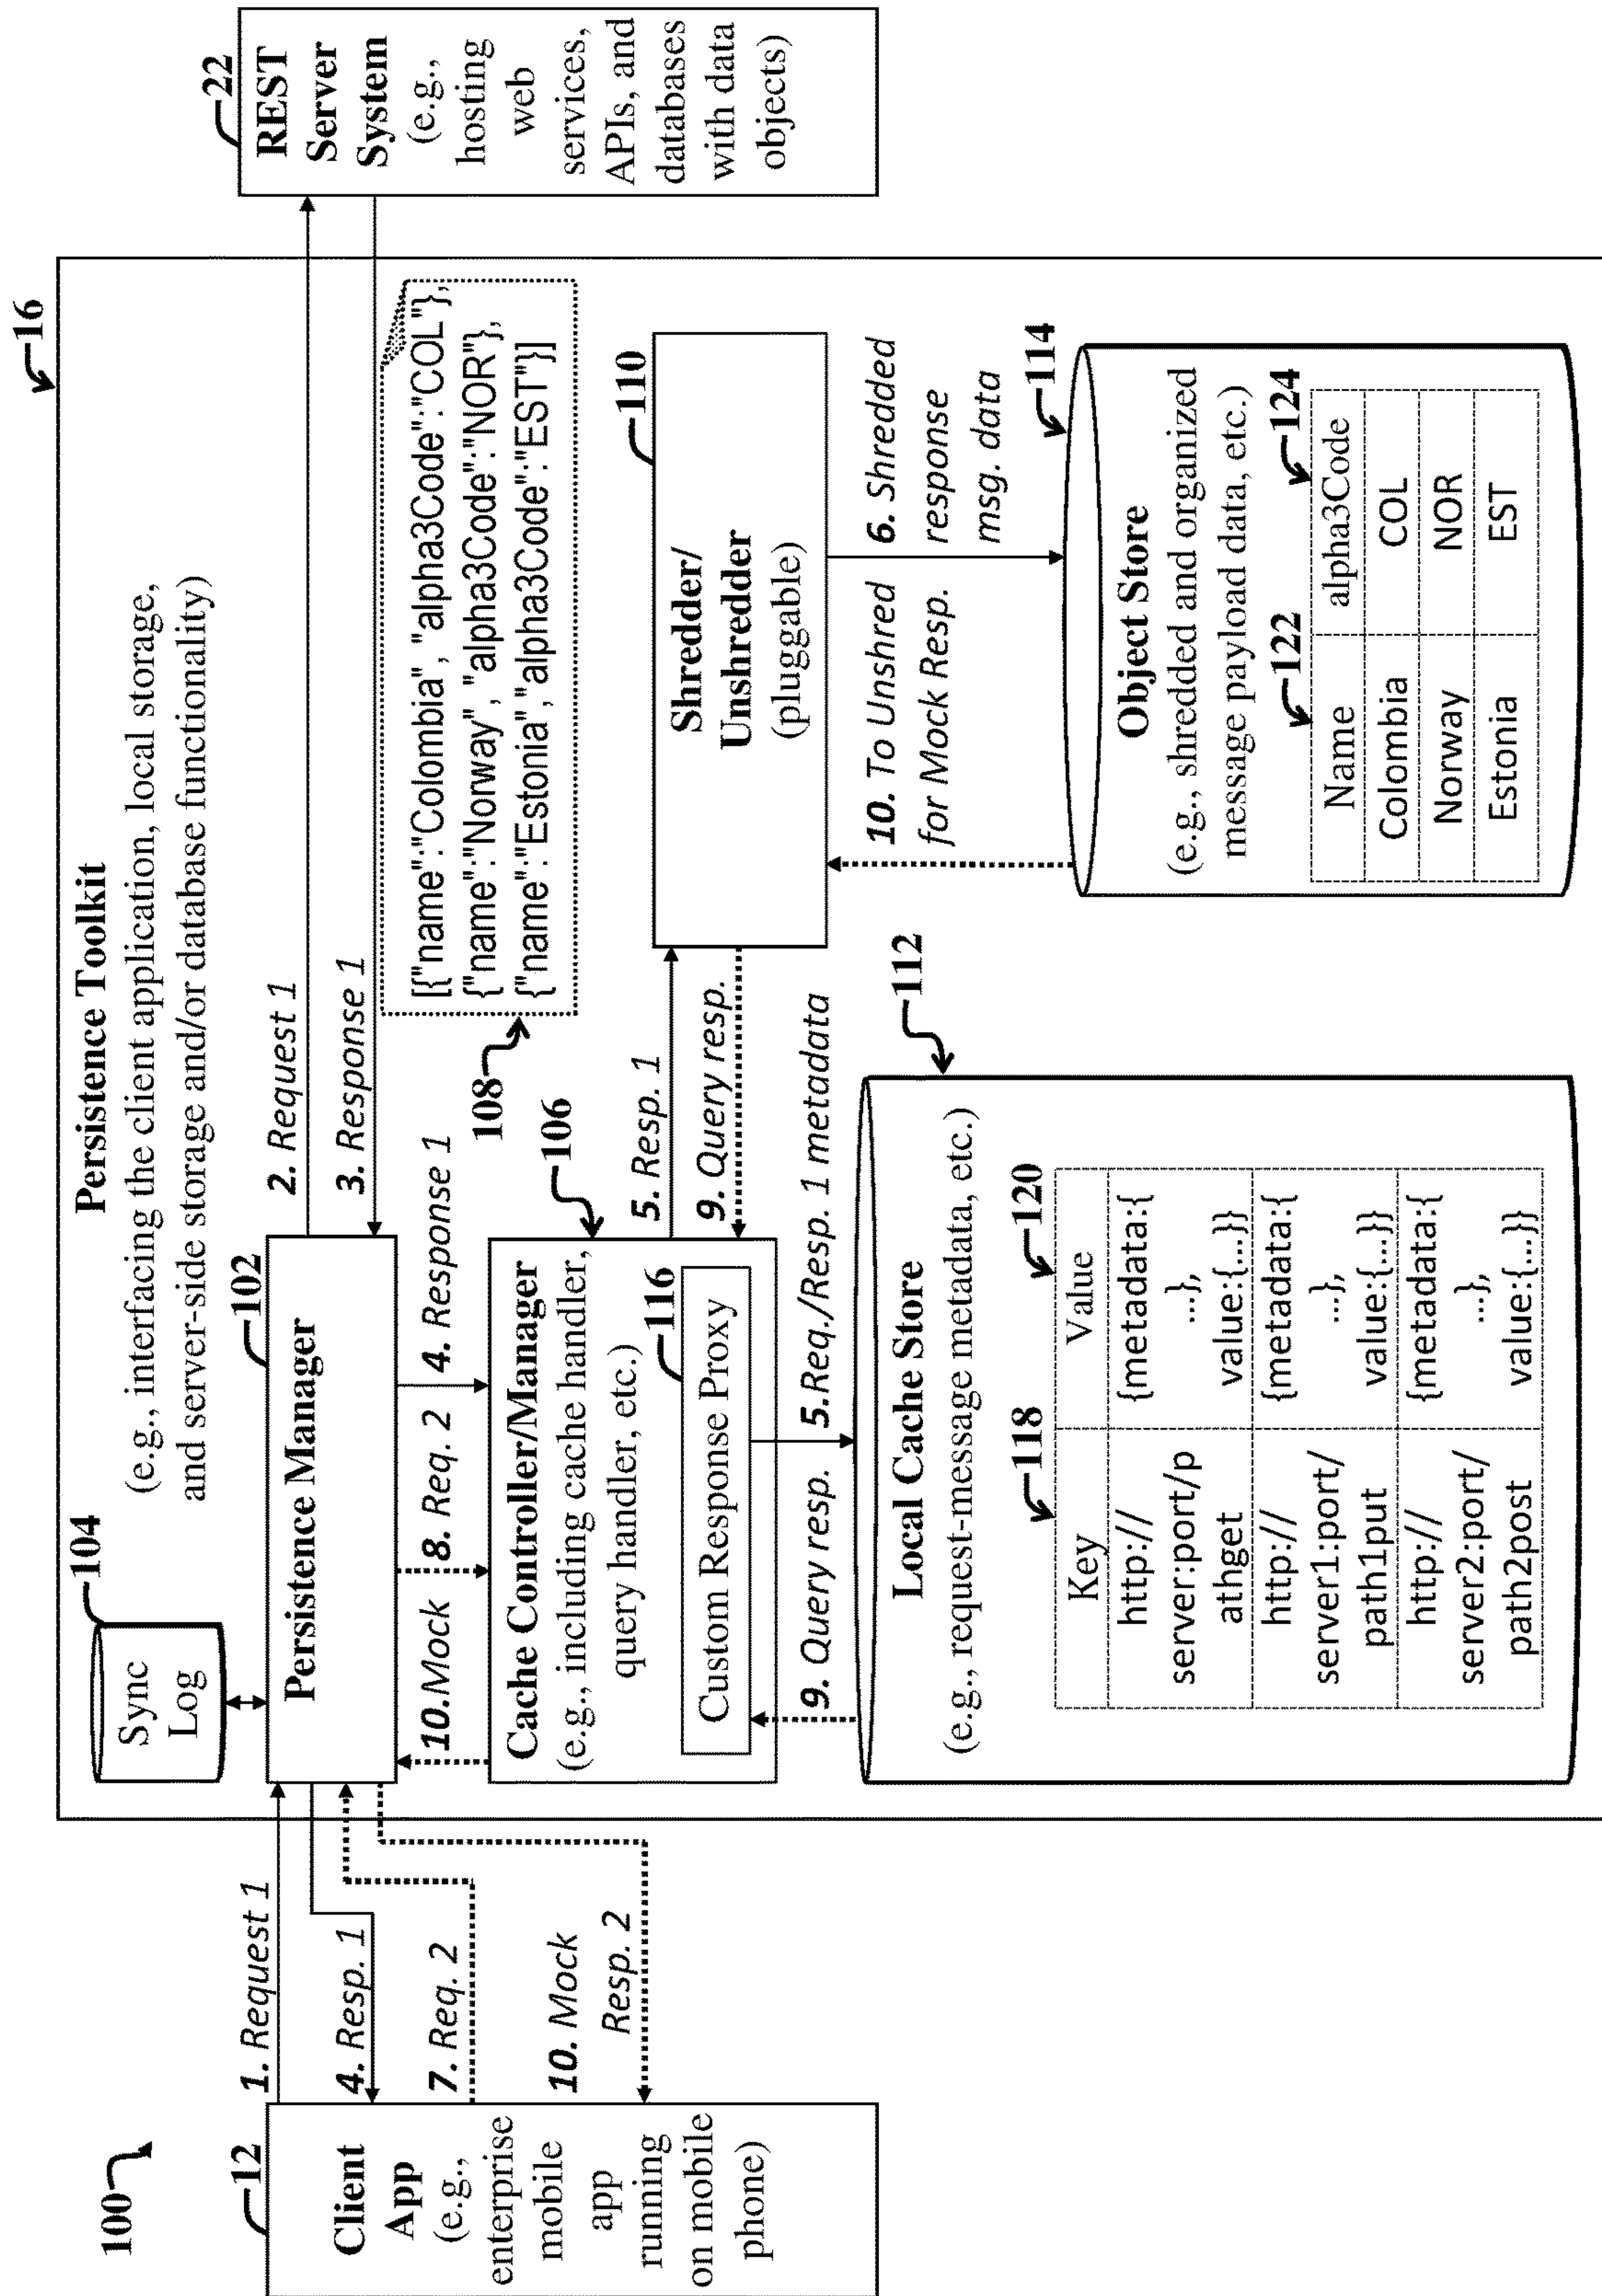 100
12
Client
App
(e.g.,
enterprise
mobile
app
running
on mobile
phone)
1. Request 1
4. Resp. 1
7. Req. 2
10. Mock
Resp. 2
16
Persistence Toolkit
(e.g., interfacing the client application, local storage,
and server-side storage and/or database functionality)
104
Sync
Log
102
Persistence Manager
2. Request 1
3. Response 1
10.Mock
8. Req. 2
4. Response 1
108
[{"name":"Colombia", "alpha3Code":"COL"},
{"name":"Norway", "alpha3Code":"NOR"},
{"name":"Estonia","alpha3Code":"EST"}]
106
Cache Controller/Manager
(e.g., including cache handler,
query handler, etc.)
116
Custom Response Proxy
5. Resp. 1
9. Query resp.
110
Shredder/
Unshredder
(pluggable)
9. Query resp.
5.Req./Resp. 1 metadata
10. To Unshred
for Mock Resp.
6. Shredded
response
msg. data
112
Local Cache Store
(e.g., request-message metadata, etc.)
118
120
Key
Value
http://
server:port/p
athget
{metadata:{
...},
value:{...}}
http://
server1:port/
path1put
{metadata:{
...},
value:{...}}
http://
server2:port/
path2post
{metadata:{
...},
value:{...}}
114
Object Store
(e.g., shredded and organized
message payload data, etc.)
122
124
Name
alpha3Code
Colombia
COL
Norway
NOR
Estonia
EST
22
REST
Server
System
(e.g.,
hosting
web
services,
APIs, and
databases
with data
objects)